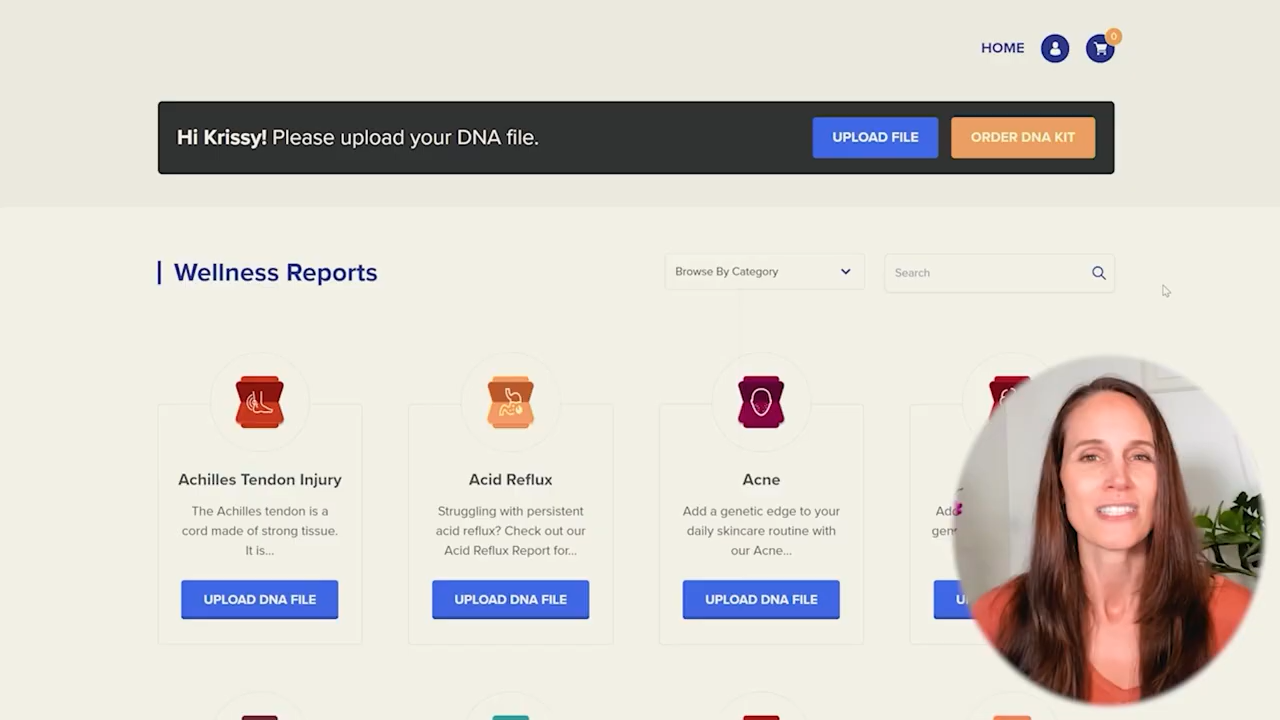 HOME
0
Hi Krissy! Please upload your DNA file.
UPLOAD FILE
ORDER DNA KIT
Wellness Reports
Browse By Category
Search
Achilles Tendon Injury
The Achilles tendon is a
cord made of strong tissue.
It is...
UPLOAD DNA FILE
Acid Reflux
Struggling with persistent
acid reflux? Check out our
Acid Reflux Report for...
UPLOAD DNA FILE
Acne
Add a genetic edge to your
daily skincare routine with
our Acne...
UPLOAD DNA FILE